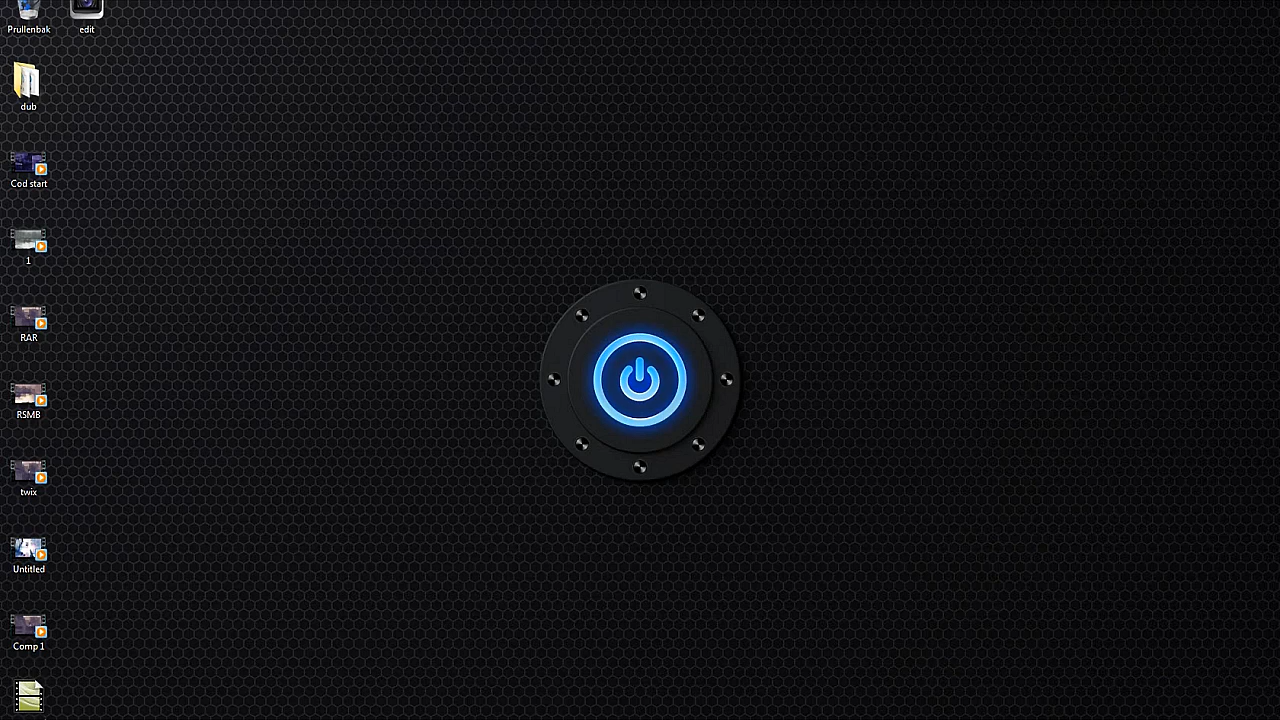 Prullenbak
edit
dub
Cod start
1
RAR
RSMB
twix
Untitled
Comp 1